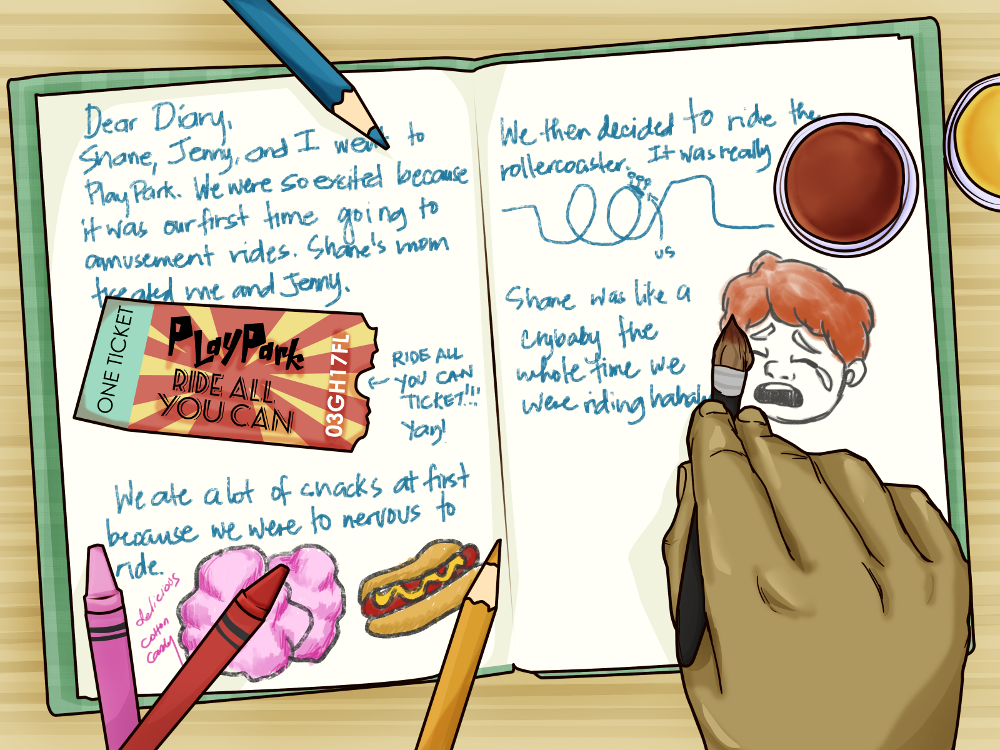 Dear Diary,
Shane, Jenny, and I went to
PlayPark. We were so excited because
it was our first time going to
amusement rides. Shane's mom
treated me and Jenny.
ONE TICKET
PLayPark
RIDE ALL
YOU CAN
03GH17FL
RIDE ALL
YOU CAN
TICKET!!!
Yay!
We ate a lot of snacks at first
because we were to nervous to
ride.
delicious
cotton
candy
We then decided to ride the
rollercoaster. It was really
us
Shane was like a
crybaby the
whole time we
were riding hahah